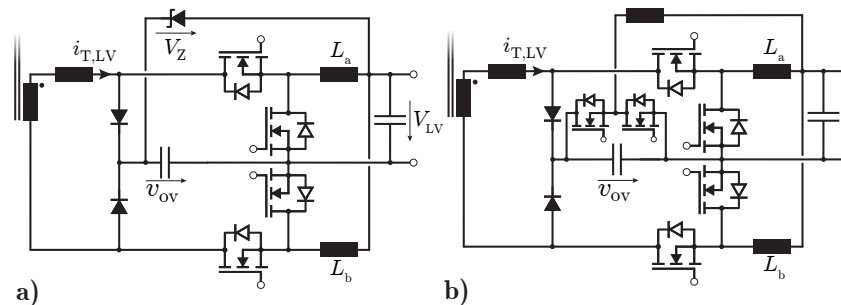 V_Z
i_T,LV
L_a
V_LV
v_ov
L_b
a)
i_T,LV
L_a
v_ov
L_b
b)